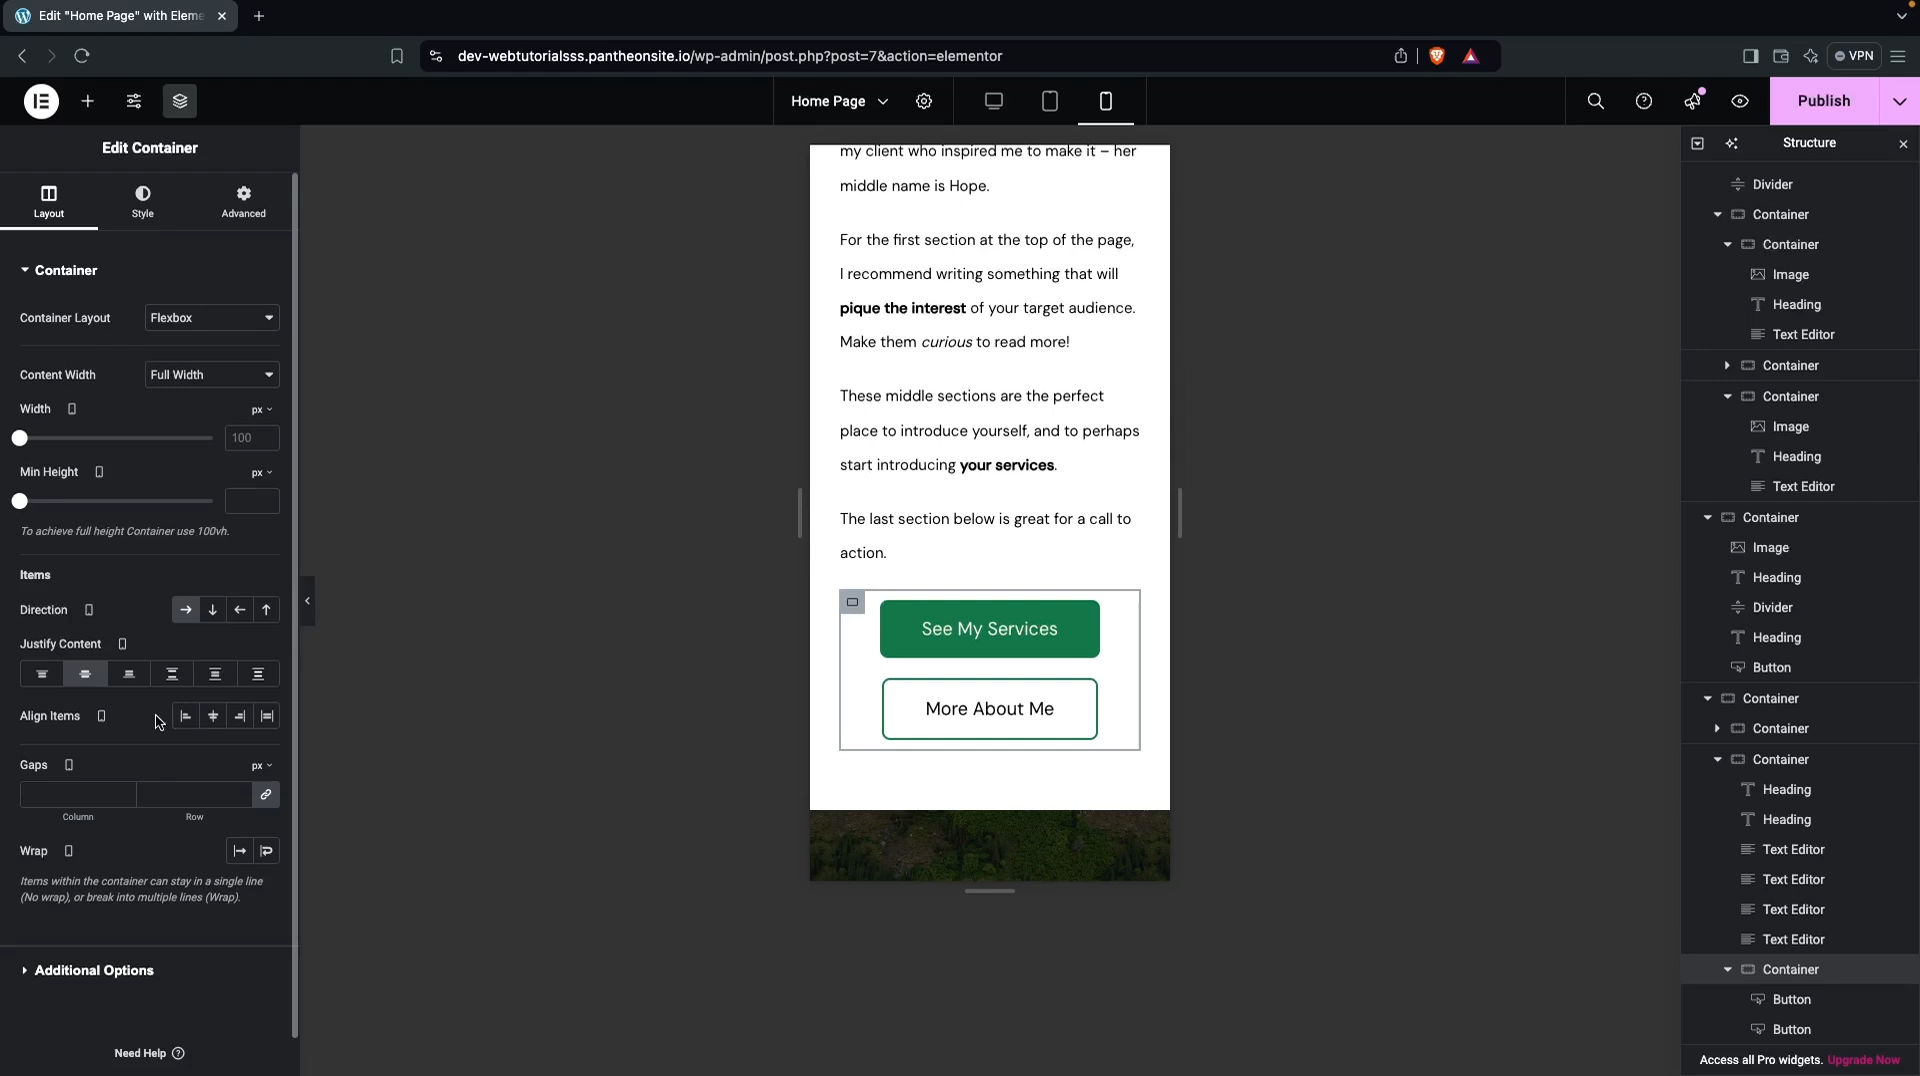 Edit "Home Page" with Eleme
dev-webtutorialsss.pantheonsite.io/wp-admin/post.php?post=7&action=elementor
VPN
Home Page
Publish
Edit Container
Layout
Style
Advanced
Container
Container Layout
Flexbox
Content Width
Full Width
Width
px
100
Min Height
px
To achieve full height Container use 100vh.
Items
Direction
Justify Content
Align Items
Gaps
px
Column
Row
Wrap
Items within the container can stay in a single line
(No wrap), or break into multiple lines (Wrap).
Additional Options
Need Help
my client who inspired me to make it – her
middle name is Hope.
For the first section at the top of the page,
I recommend writing something that will
pique the interest of your target audience.
Make them curious to read more!
These middle sections are the perfect
place to introduce yourself, and to perhaps
start introducing your services.
The last section below is great for a call to
action.
See My Services
More About Me
Structure
Divider
Container
Container
Image
Heading
Text Editor
Container
Container
Image
Heading
Text Editor
Container
Image
Heading
Divider
Heading
Button
Container
Container
Container
Heading
Heading
Text Editor
Text Editor
Text Editor
Text Editor
Container
Button
Button
Access all Pro widgets. Upgrade Now